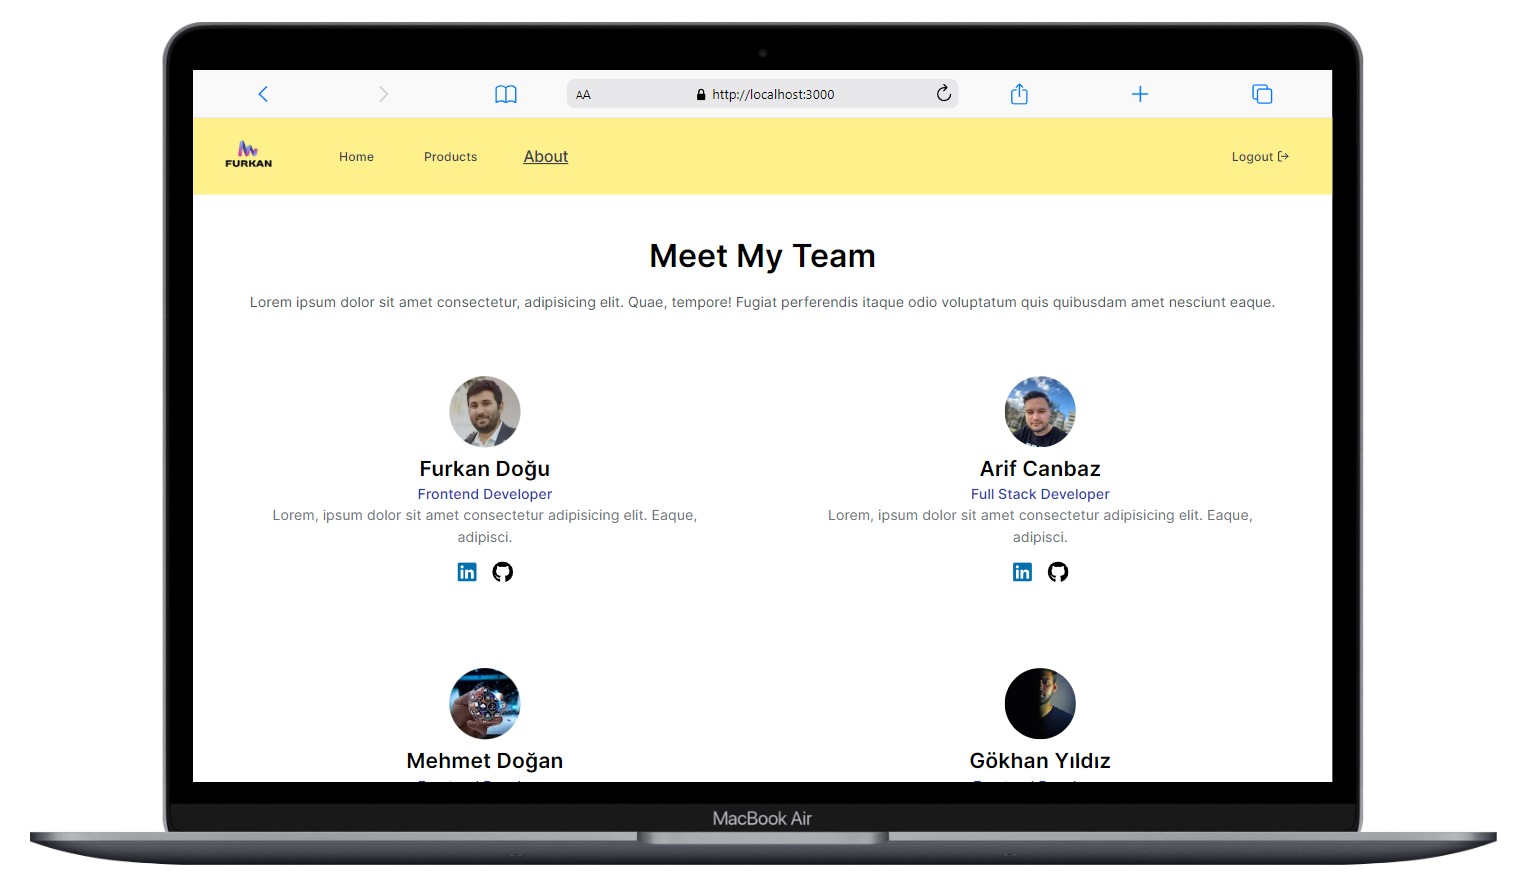 AA http://localhost:3000
FURKAN Home Products About Logout
Meet My Team
Lorem ipsum dolor sit amet consectetur, adipisicing elit. Quae, tempore! Fugiat perferendis itaque odio voluptatum quis quibusdam amet nesciunt eaque.
Furkan Doğu
Frontend Developer
Lorem, ipsum dolor sit amet consectetur adipisicing elit. Eaque,
adipisci.
in
Arif Canbaz
Full Stack Developer
Lorem, ipsum dolor sit amet consectetur adipisicing elit. Eaque,
adipisci.
in
Mehmet Doğan
Gökhan Yıldız
MacBook Air